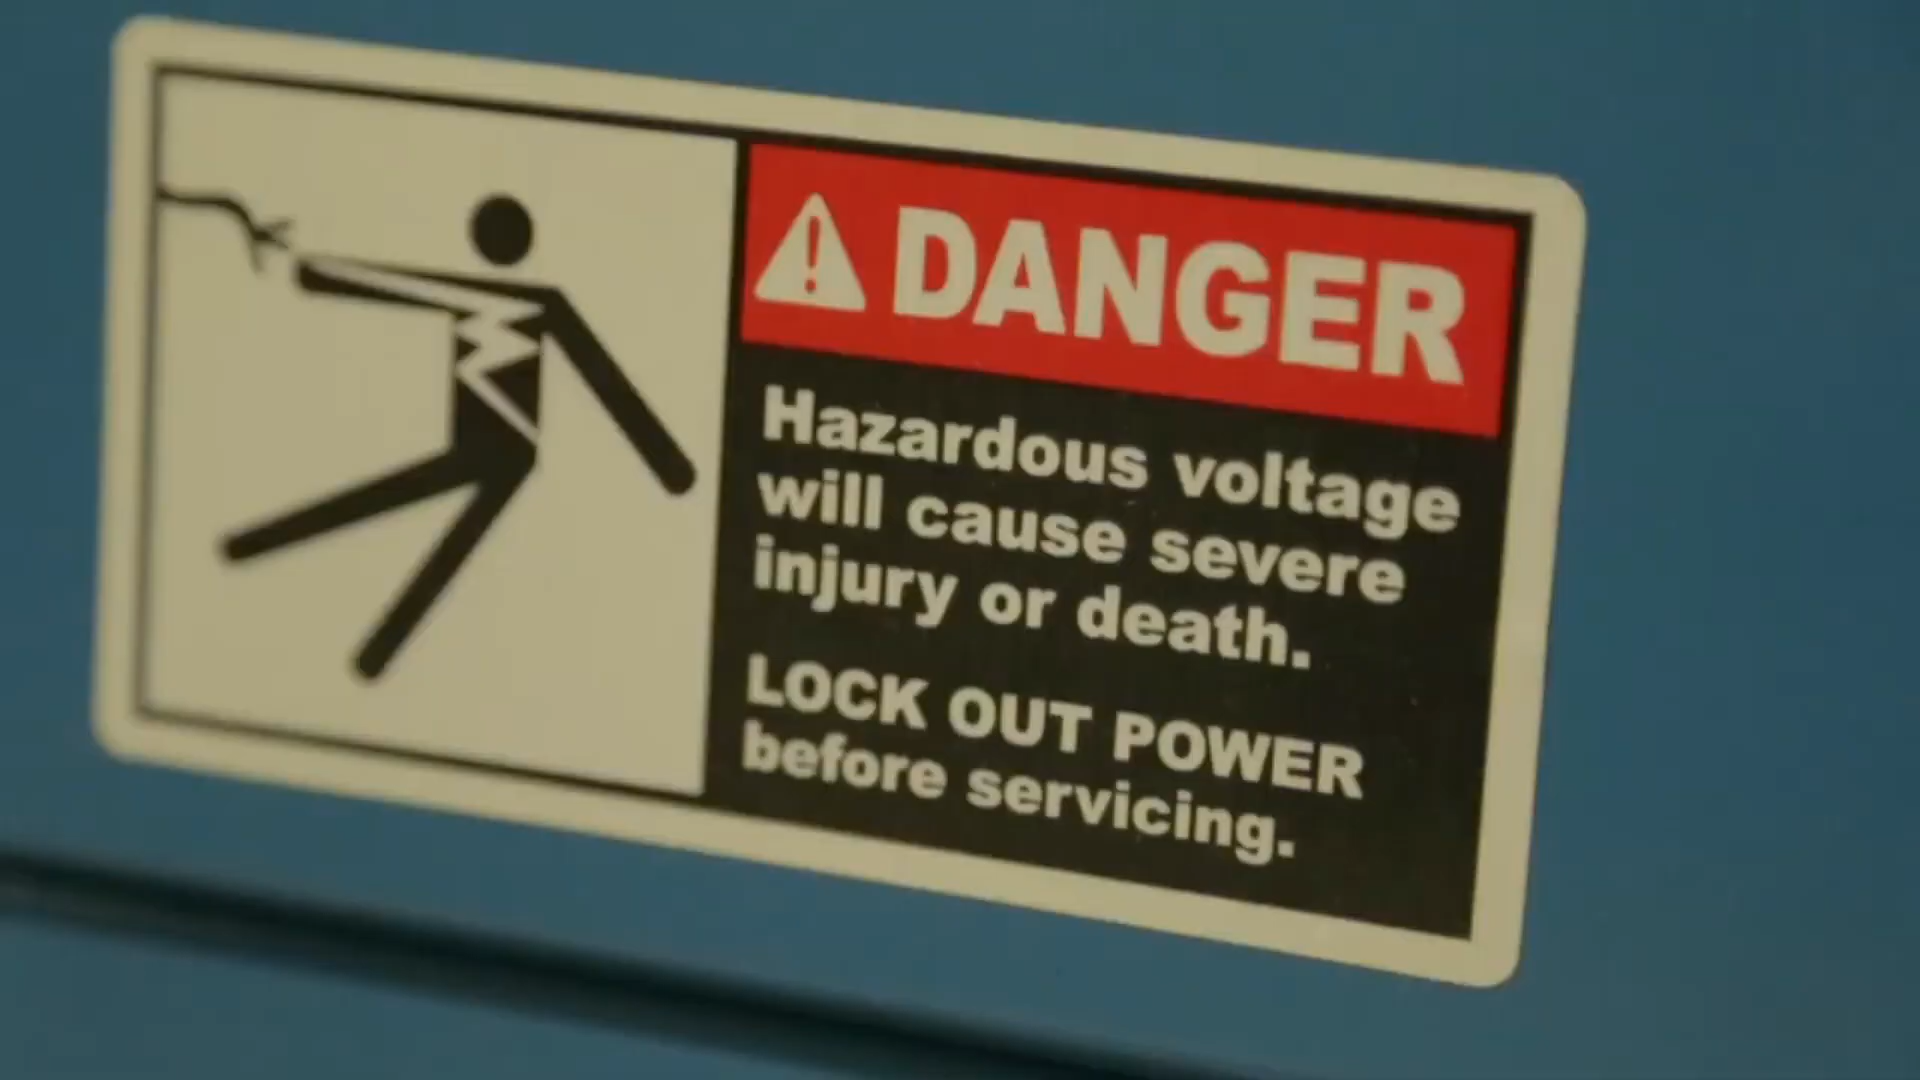 DANGER
Hazardous voltage
will cause severe
injury or death.
LOCK OUT POWER
before servicing.